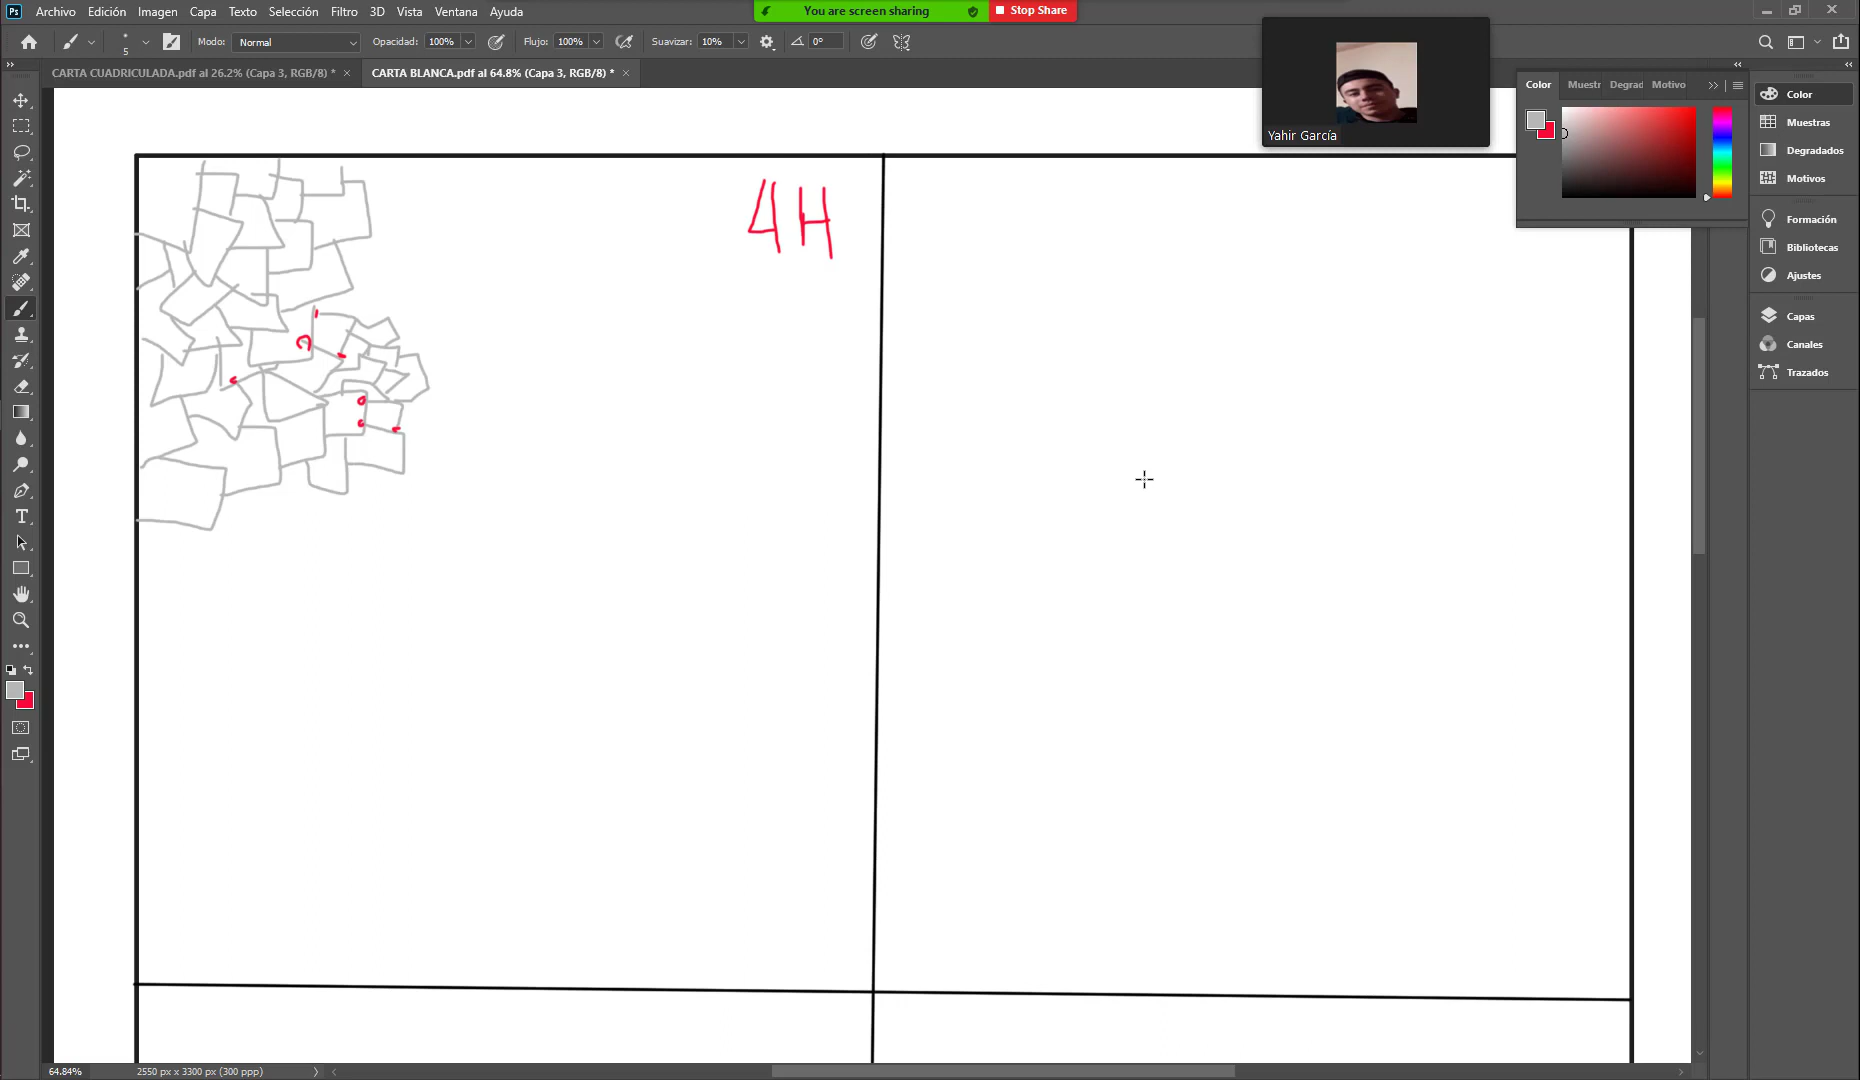 Ps Archivo Edición Imagen Capa Texto Selección Filtro 3D Vista Ventana Ayuda
You are screen sharing Stop Share
5 Modo: Normal Opacidad: 100% Flujo: 100% Suavizar: 10% 0°
CARTA CUADRICULADA.pdf al 26.2% (Capa 3, RGB/8) * ×
CARTA BLANCA.pdf al 64.8% (Capa 3, RGB/8) * ×
Yahir García
Color Muestr Degrad Motivo
Color
Muestras
Degradados
Motivos
Formación
Bibliotecas
Ajustes
Capas
Canales
Trazados
4H
64.84% 2550 px x 3300 px (300 ppp)